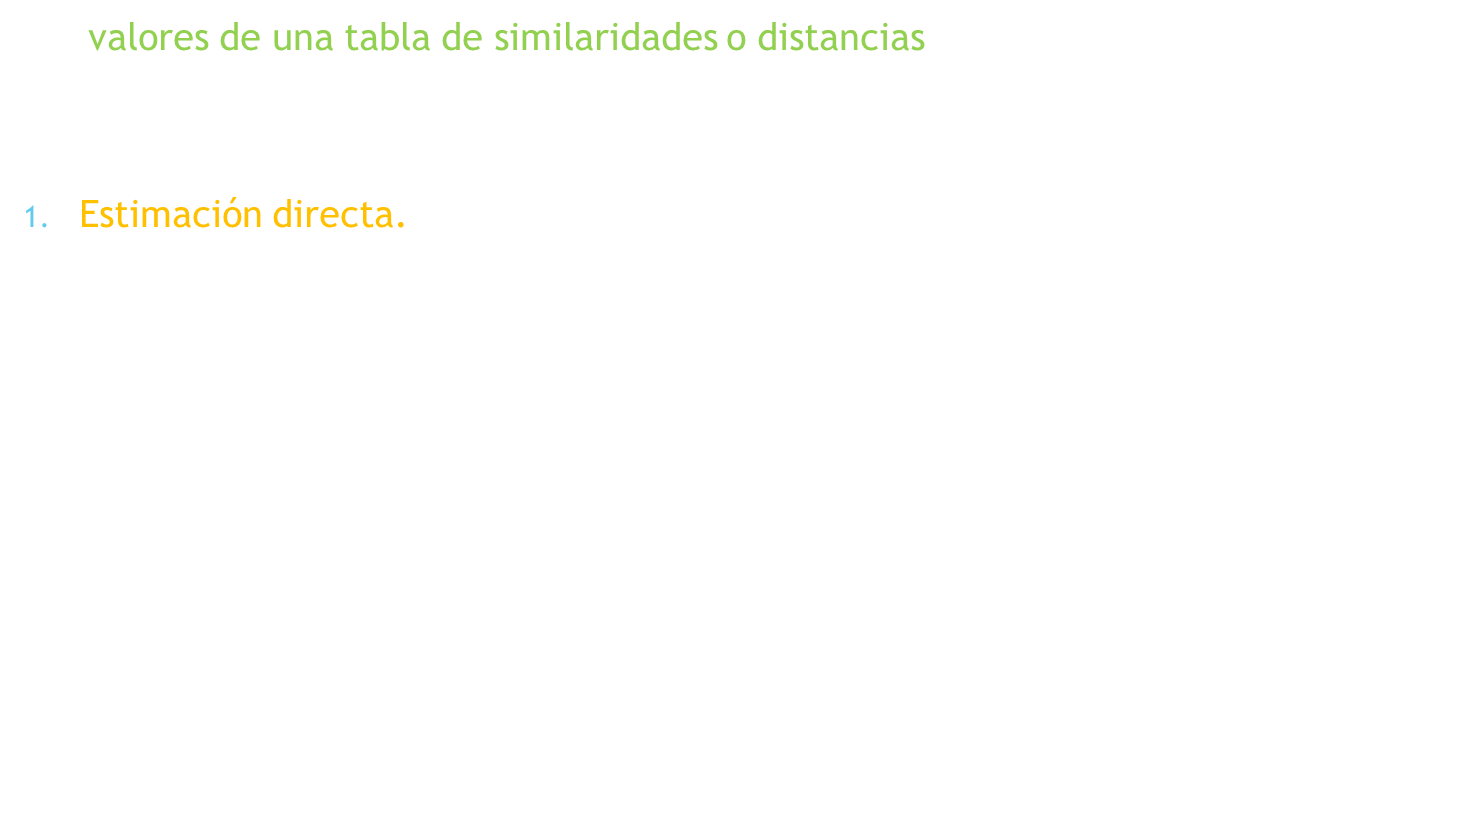 valores de una tabla de similaridades o distancias
1. Estimación directa.